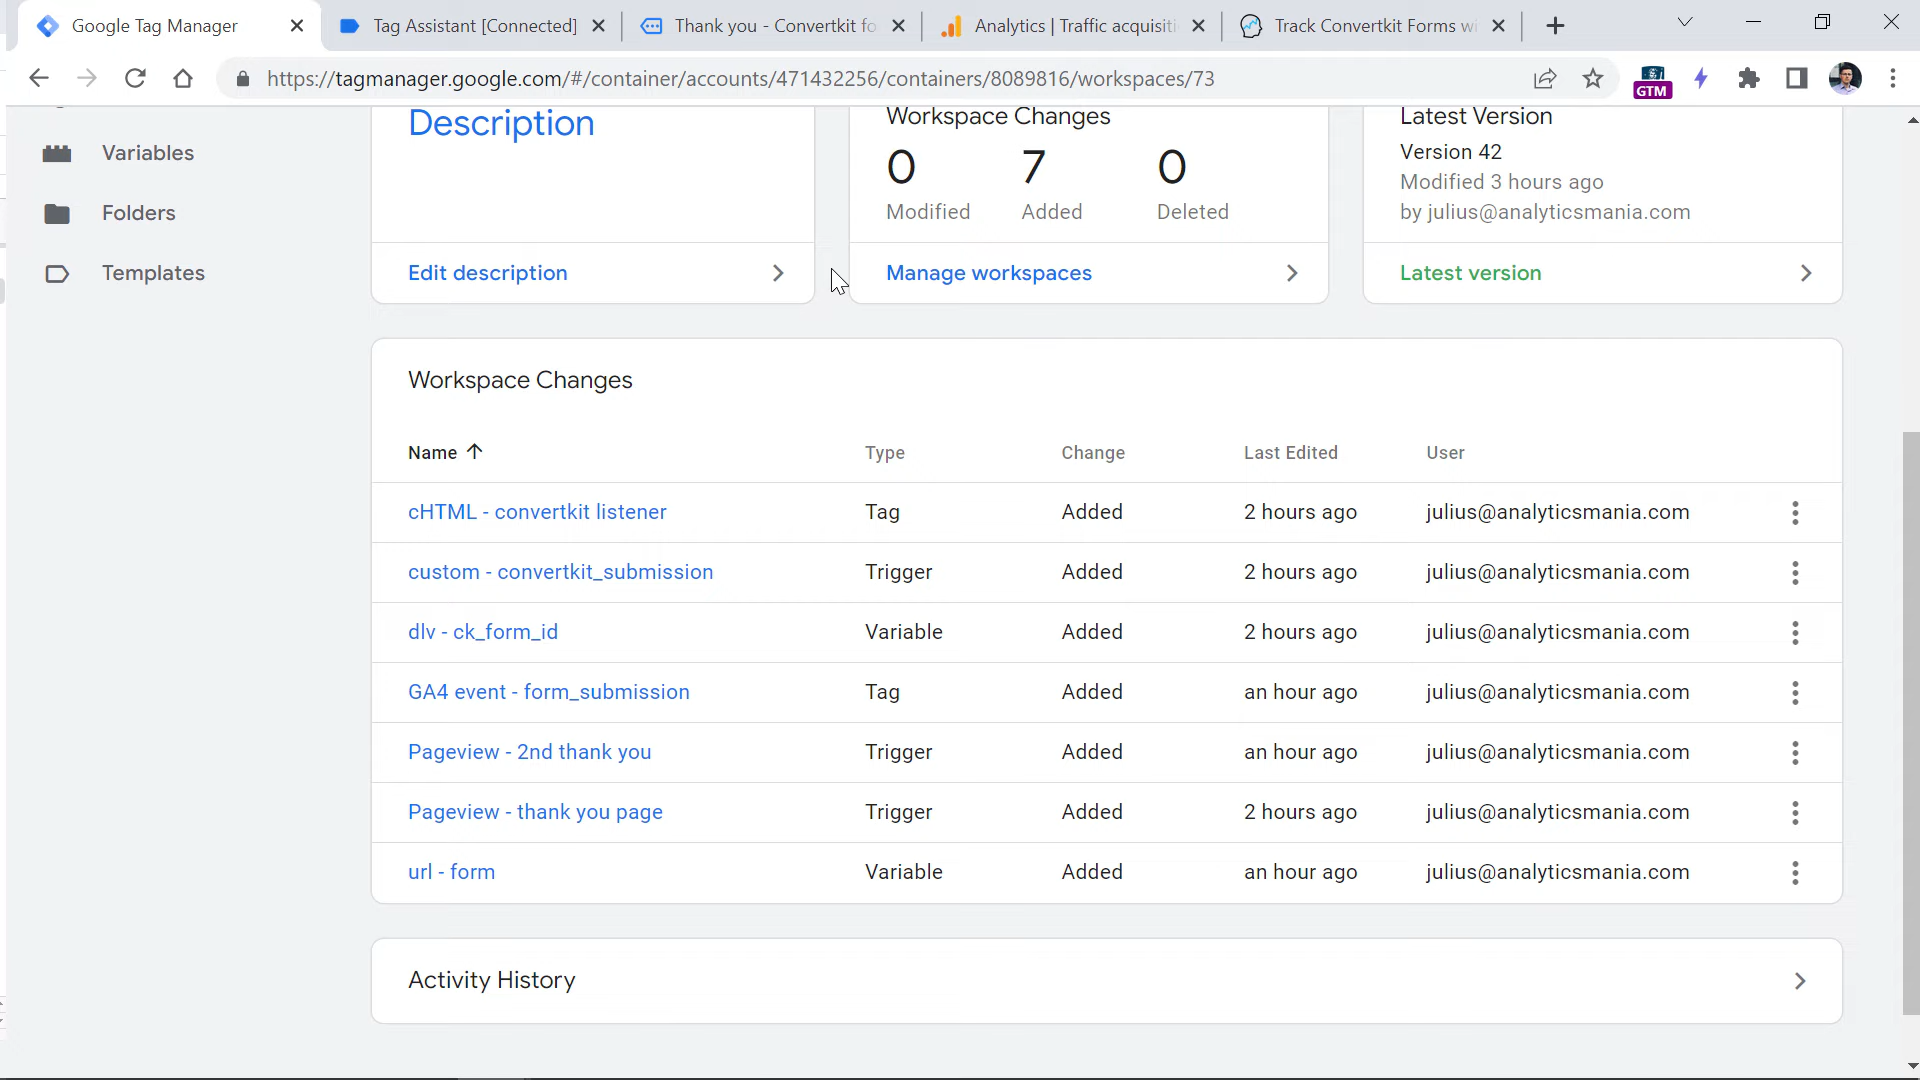 Google Tag Manager
Tag Assistant [Connected]
Thank you - Convertkit fo
Analytics | Traffic acquisiti
Track Convertkit Forms wi
https://tagmanager.google.com/#/container/accounts/471432256/containers/8089816/workspaces/73
GTM
Variables
Folders
Templates
Description
Edit description
Workspace Changes
0 7 0
Modified Added Deleted
Manage workspaces
Latest Version
Version 42
Modified 3 hours ago
by julius@analyticsmania.com
Latest version
Workspace Changes
Name Type Change Last Edited User
cHTML - convertkit listener Tag Added 2 hours ago julius@analyticsmania.com
custom - convertkit_submission Trigger Added 2 hours ago julius@analyticsmania.com
dlv - ck_form_id Variable Added 2 hours ago julius@analyticsmania.com
GA4 event - form_submission Tag Added an hour ago julius@analyticsmania.com
Pageview - 2nd thank you Trigger Added an hour ago julius@analyticsmania.com
Pageview - thank you page Trigger Added 2 hours ago julius@analyticsmania.com
url - form Variable Added an hour ago julius@analyticsmania.com
Activity History